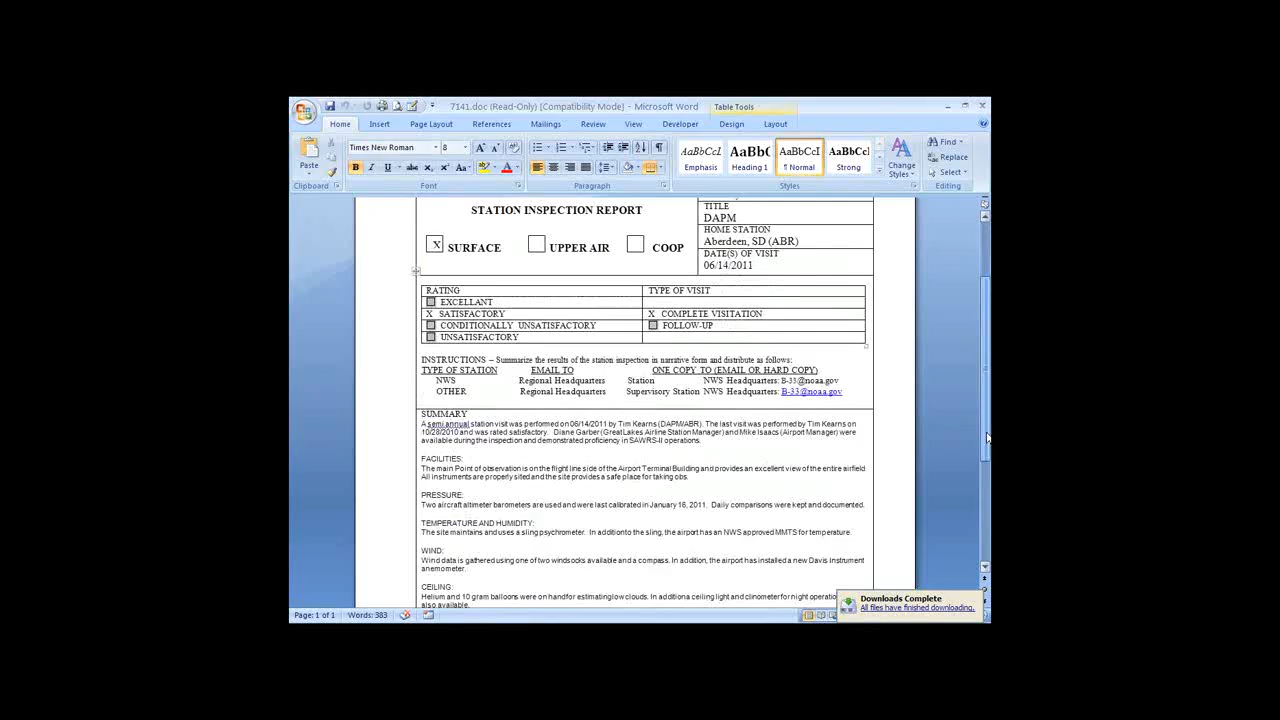 7141.doc (Read-Only) [Compatibility Mode] - Microsoft Word
Table Tools
Home Insert Page Layout References Mailings Review View Developer Design Layout
Times New Roman 8
Paste
AaBbCcI AaBbC AaBbCcI AaBbCc
Emphasis Heading 1 ¶ Normal Strong
Change Styles
Find
Replace
Select
Clipboard Font Paragraph Styles Editing
STATION INSPECTION REPORT
X SURFACE UPPER AIR COOP
TITLE
DAPM
HOME STATION
Aberdeen, SD (ABR)
DATE(S) OF VISIT
06/14/2011
RATING TYPE OF VISIT
EXCELLANT
X SATISFACTORY X COMPLETE VISITATION
CONDITIONALLY UNSATISFACTORY FOLLOW-UP
UNSATISFACTORY
INSTRUCTIONS – Summarize the results of the station inspection in narrative form and distribute as follows:
TYPE OF STATION EMAIL TO ONE COPY TO (EMAIL OR HARD COPY)
NWS Regional Headquarters Station NWS Headquarters: B-33@noaa.gov
OTHER Regional Headquarters Supervisory Station NWS Headquarters: B-33@noaa.gov
SUMMARY
A semi annual station visit was performed on 06/14/2011 by Tim Kearns (DAPM/ABR). The last visit was performed by Tim Kearns on
10/28/2010 and was rated satisfactory. Diane Garber (Great Lakes Airline Station Manager) and Mike Isaacs (Airport Manager) were
available during the inspection and demonstrated proficiency in SAWRS-II operations.
FACILITIES:
The main Point of observation is on the flight line side of the Airport Terminal Building and provides an excellent view of the entire airfield.
All instruments are properly sited and the site provides a safe place for taking obs.
PRESSURE:
Two aircraft altimeter barometers are used and were last calibrated in January 16, 2011. Daily comparisons were kept and documented.
TEMPERATURE AND HUMIDITY:
The site maintains and uses a sling psychrometer. In addition to the sling, the airport has an NWS approved MMTS for temperature.
WIND:
Wind data is gathered using one of two windsocks available and a compass. In addition, the airport has installed a new Davis Instrument
anemometer.
CEILING:
Helium and 10 gram balloons were on hand for estimating low clouds. In addition a ceiling light and clinometer for night
also available.
Downloads Complete
All files have finished downloading.
Page: 1 of 1 Words: 383